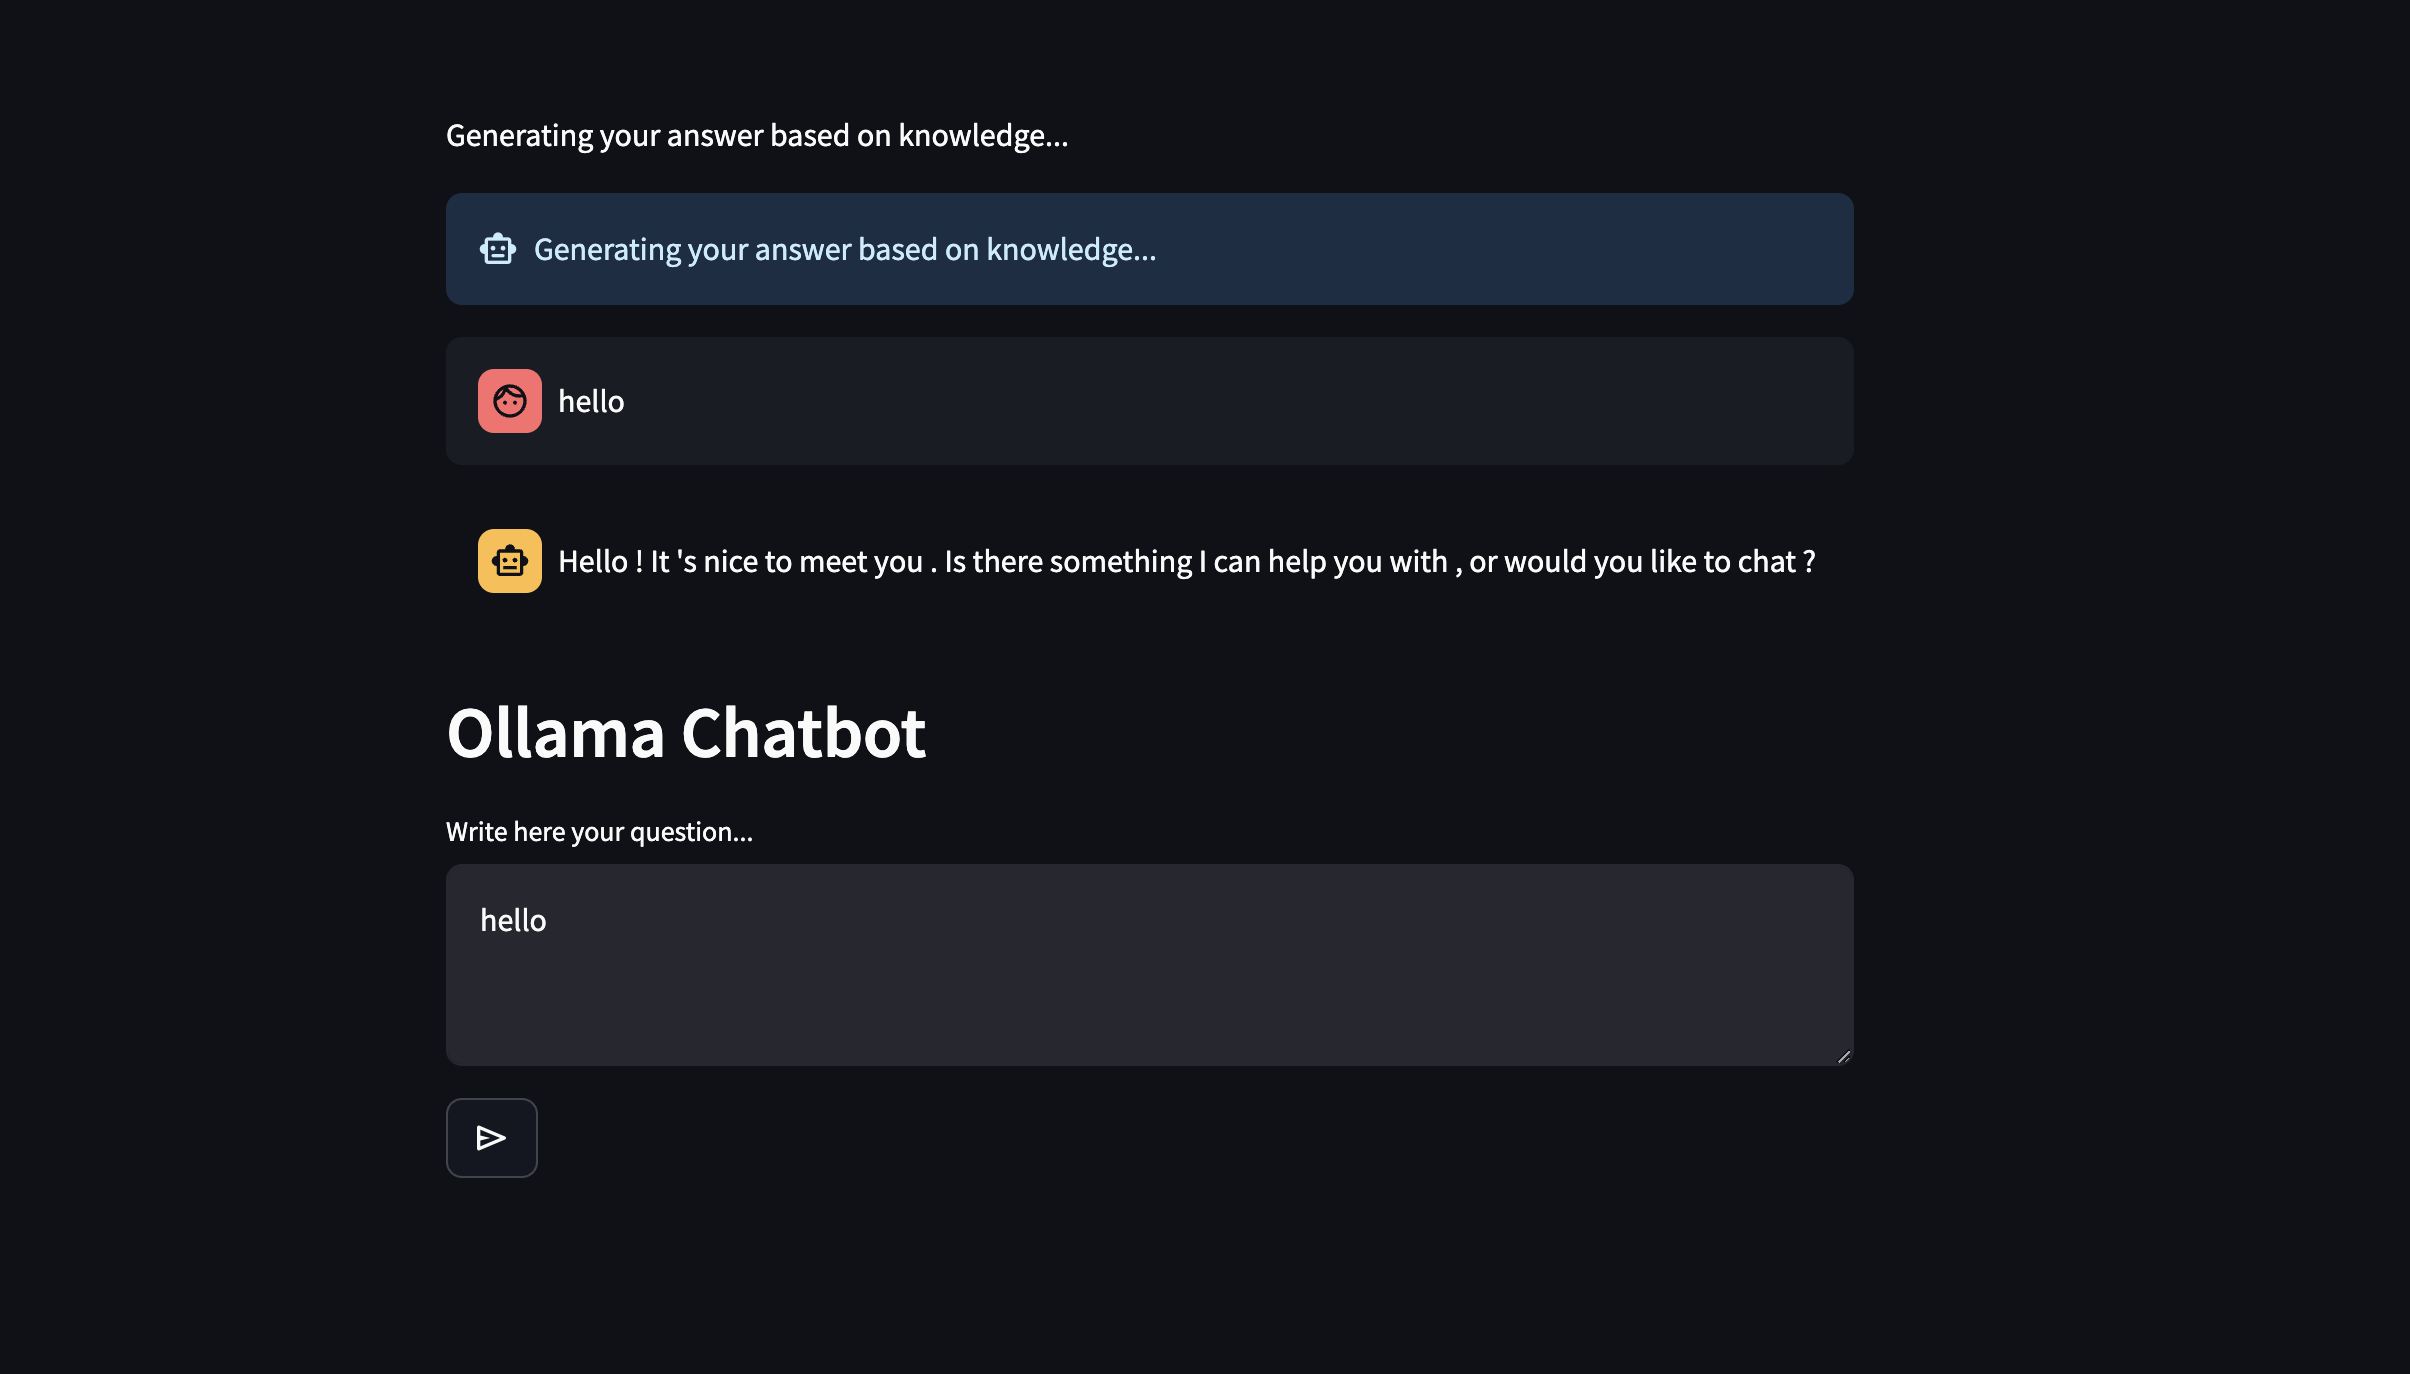 Generating your answer based on knowledge...
Generating your answer based on knowledge...
hello
Hello ! It 's nice to meet you . Is there something I can help you with , or would you like to chat ?
Ollama Chatbot
Write here your question...
hello